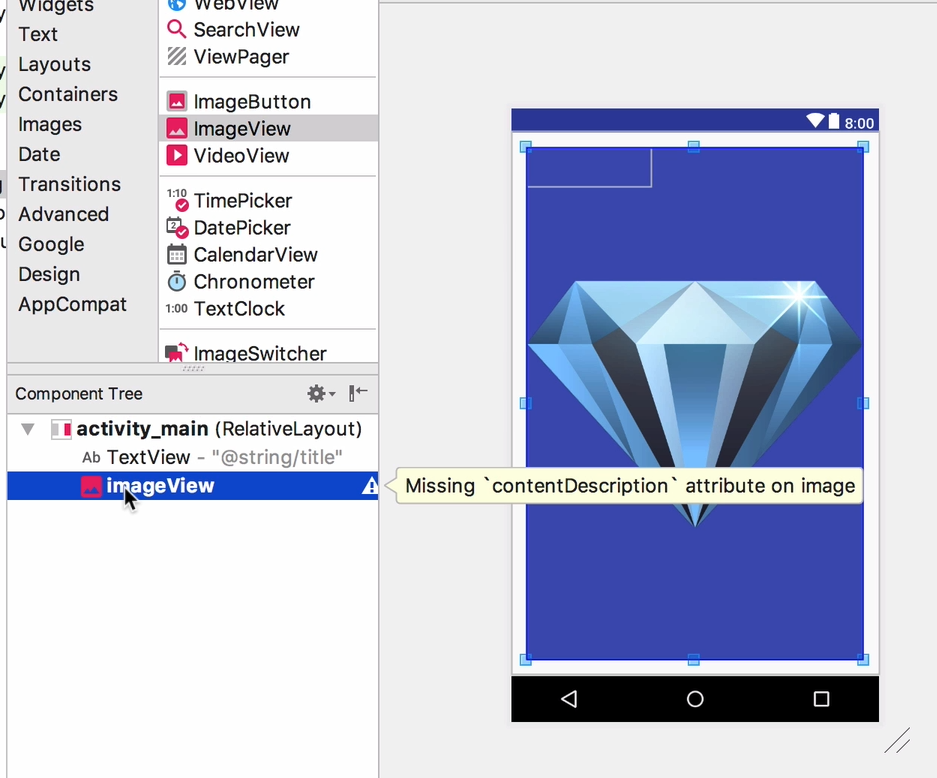 Widgets
Text
Layouts
Containers
Images
Date
Transitions
Advanced
Google
Design
AppCompat
WebView
SearchView
ViewPager
ImageButton
ImageView
VideoView
1:10 TimePicker
2 DatePicker
CalendarView
Chronometer
1:00 TextClock
ImageSwitcher
Component Tree
activity_main (RelativeLayout)
Ab TextView - "@string/title"
imageView
Missing `contentDescription` attribute on image
8:00